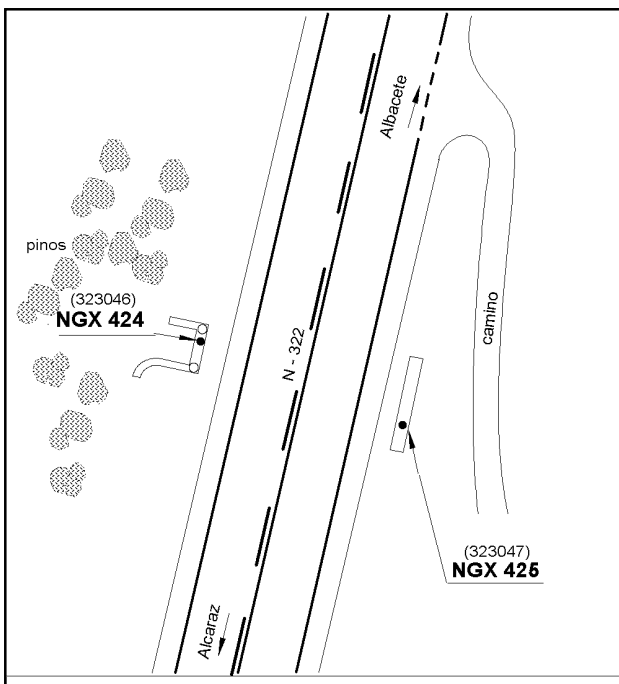 Albacete
pinos
(323046)
NGX 424
N - 322
camino
(323047)
NGX 425
Alcaraz